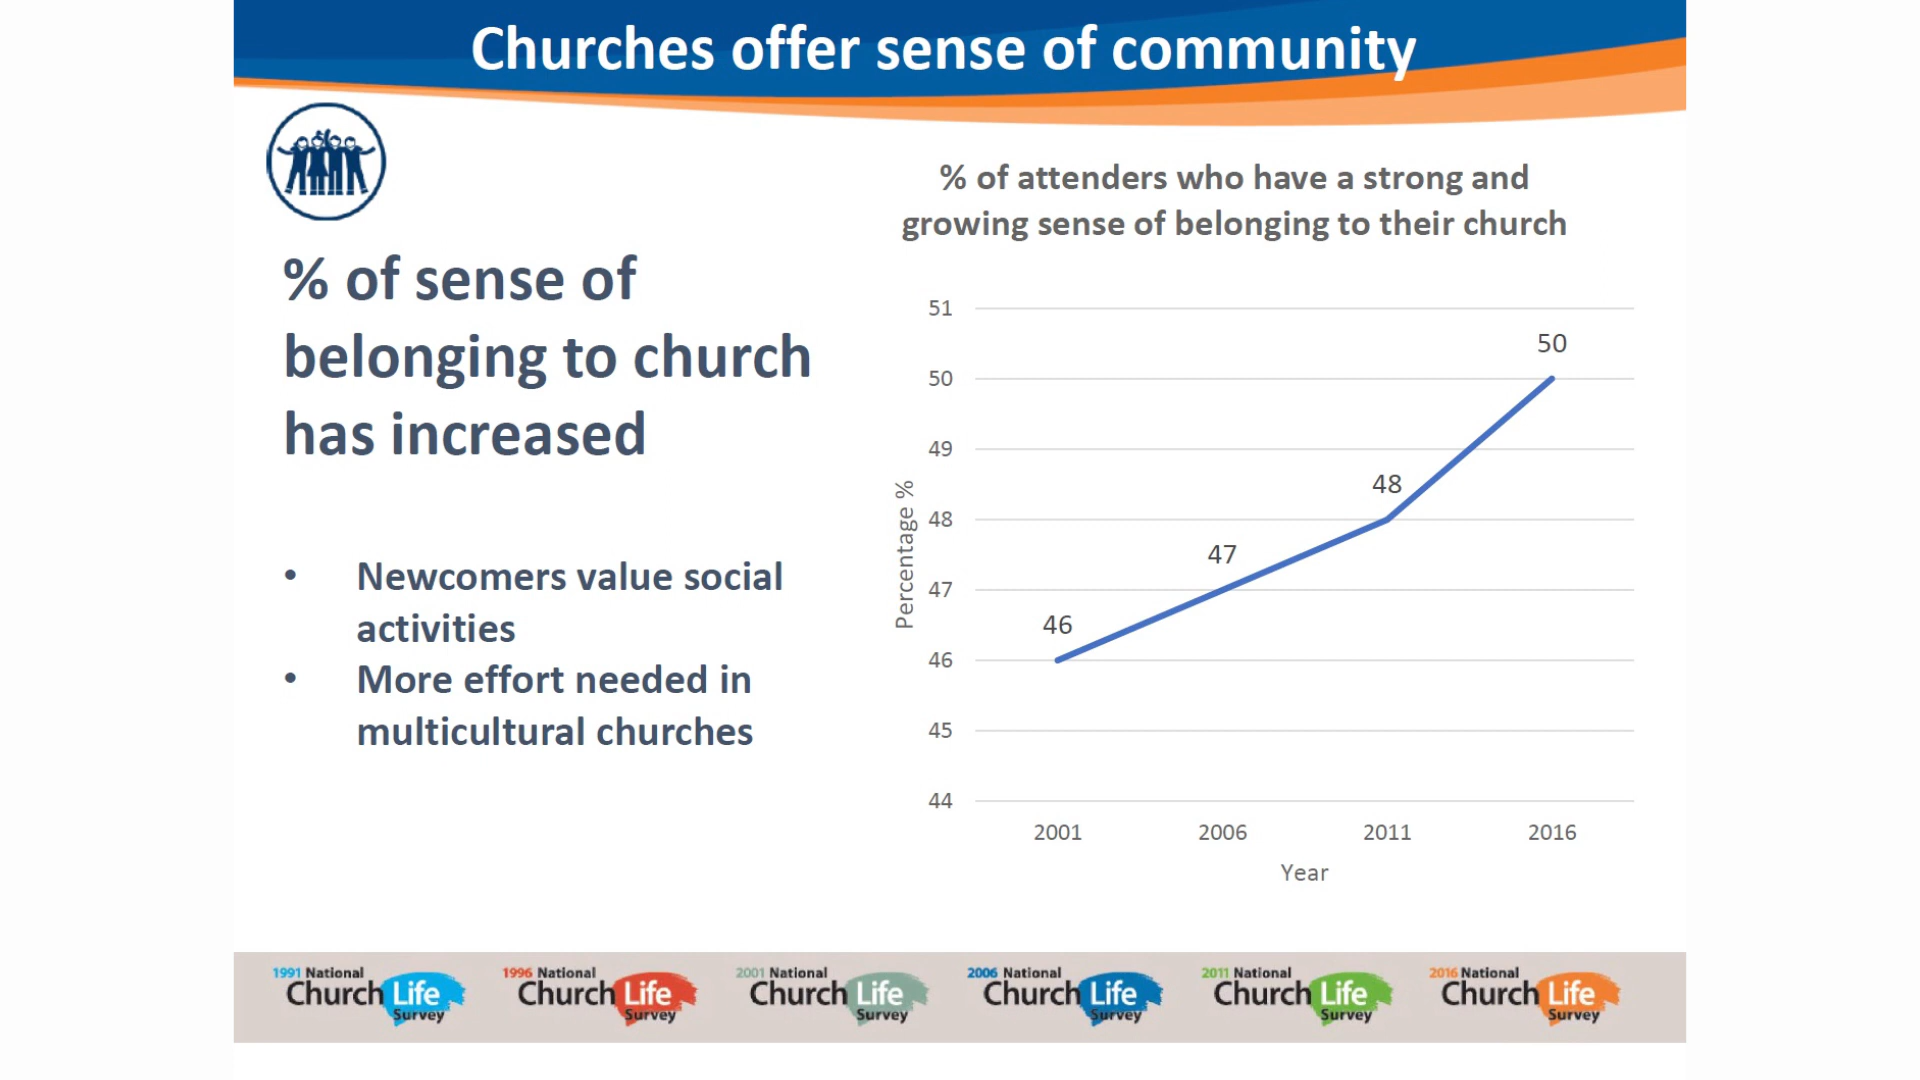 Churches offer sense of community
% of sense of
belonging to church
has increased
• Newcomers value social
activities
• More effort needed in
multicultural churches
% of attenders who have a strong and
growing sense of belonging to their church
51
50
49
48
47
46
45
44
Percentage %
46
47
48
50
2001 2006 2011 2016
Year
1991 National
Church Life
Survey
1996 National
Church Life
Survey
2001 National
Church Life
Survey
2006 National
Church Life
Survey
2011 National
Church Life
Survey
2016 National
Church Life
Survey